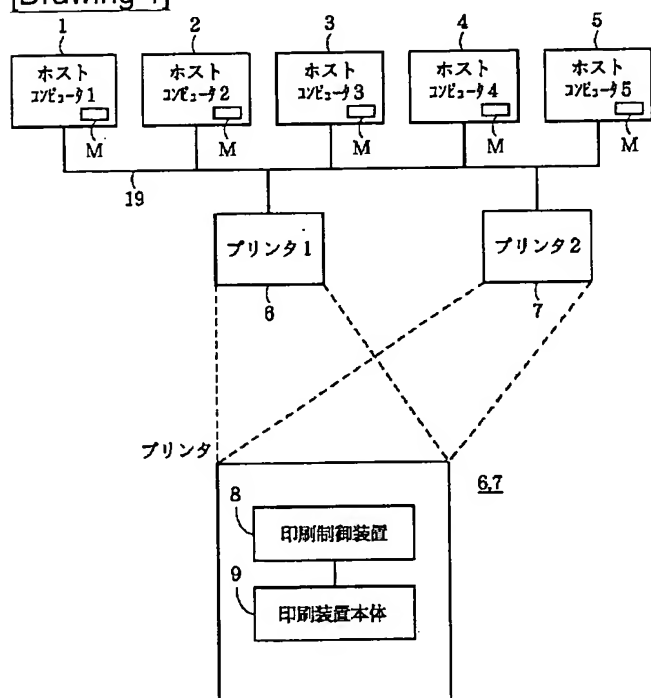 [Drawing 1]
1
2
3
4
5
ホスト
コンピュータ1
ホスト
コンピュータ2
ホスト
コンピュータ3
ホスト
コンピュータ4
ホスト
コンピュータ5
M
M
M
M
M
19
プリンタ1
プリンタ2
6
7
プリンタ
6,7
8
印刷制御装置
9
印刷装置本体